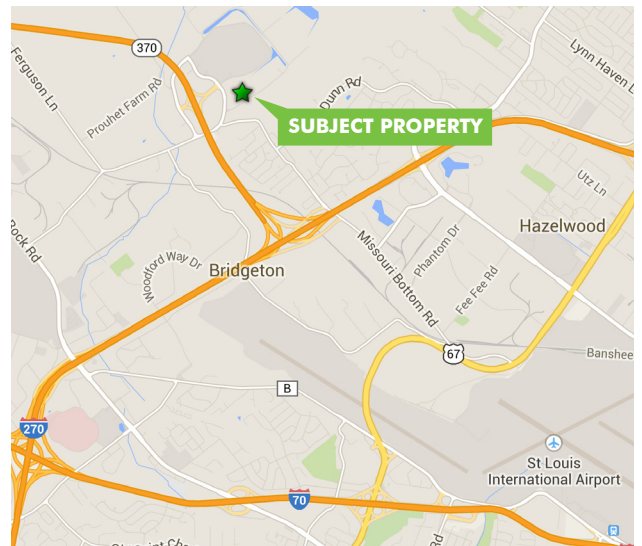 370
Ferguson Ln
Prouhet Farm Rd
Dunn Rd
Lynn Haven L
SUBJECT PROPERTY
Utz Ln
Hazelwood
Rock Rd
Woodford Way Dr
Bridgeton
Missouri Bottom Rd
Phantom Dr
Fee Fee Rd
67
Banshee
B
270
St Louis
International Airport
70
Rd